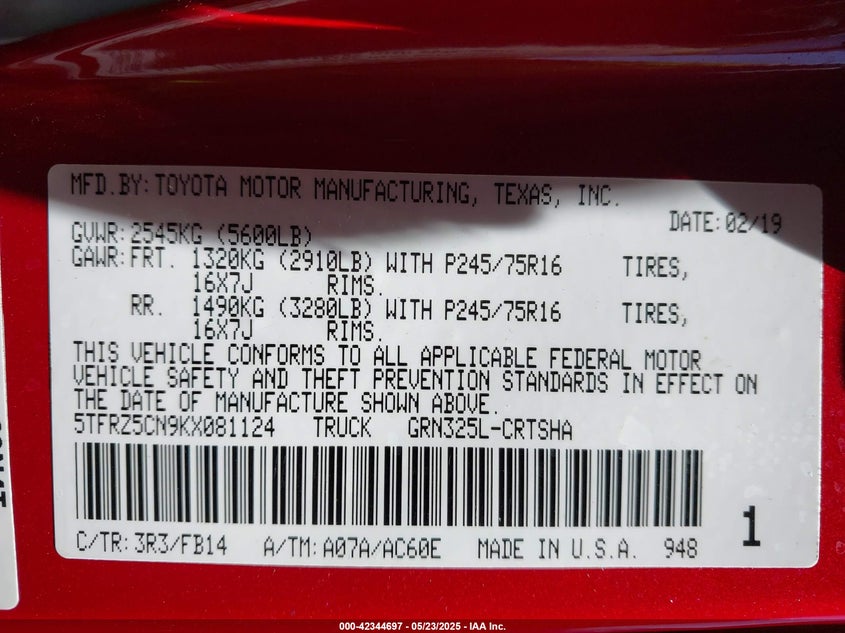 MFD.BY:TOYOTA MOTOR MANUFACTURING, TEXAS, INC.
DATE:02/19
GVWR:2545KG (5600LB)
GAWR:FRT. 1320KG (2910LB) WITH P245/75R16 TIRES,
16X7J RIMS.
RR. 1490KG (3280LB) WITH P245/75R16 TIRES,
16X7J RIMS.
THIS VEHICLE CONFORMS TO ALL APPLICABLE FEDERAL MOTOR
VEHICLE SAFETY AND THEFT PREVENTION STANDARDS IN EFFECT ON
THE DATE OF MANUFACTURE SHOWN ABOVE.
5TFRZ5CN9KX081124 TRUCK GRN325L-CRTSHA
C/TR:3R3/FB14 A/TM:A07A/AC60E MADE IN U.S.A. 948
1
000-42344697 - 05/23/2025 - IAA Inc.